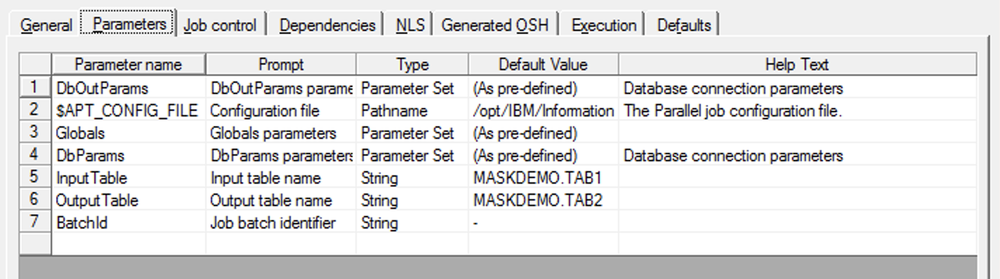 General Parameters Job control Dependencies NLS Generated OSH Execution Defaults
Parameter name Prompt Type Default Value Help Text
1 DbOutParams DbOutParams parame Parameter Set (As pre-defined) Database connection parameters
2 $APT_CONFIG_FILE Configuration file Pathname /opt/IBM/Information The Parallel job configuration file.
3 Globals Globals parameters Parameter Set (As pre-defined)
4 DbParams DbParams parameters Parameter Set (As pre-defined) Database connection parameters
5 InputTable Input table name String MASKDEMO.TAB1
6 OutputTable Output table name String MASKDEMO.TAB2
7 BatchId Job batch identifier String -